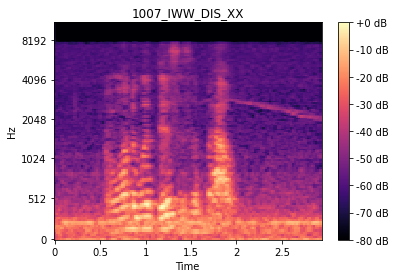 1007_IWW_DIS_XX
+0 dB
8192
-10 dB
4096
-20 dB
-30 dB
2048
Hz
-40 dB
1024
-50 dB
512
-60 dB
-70 dB
0
-80 dB
0 0.5 1 1.5 2 2.5
Time